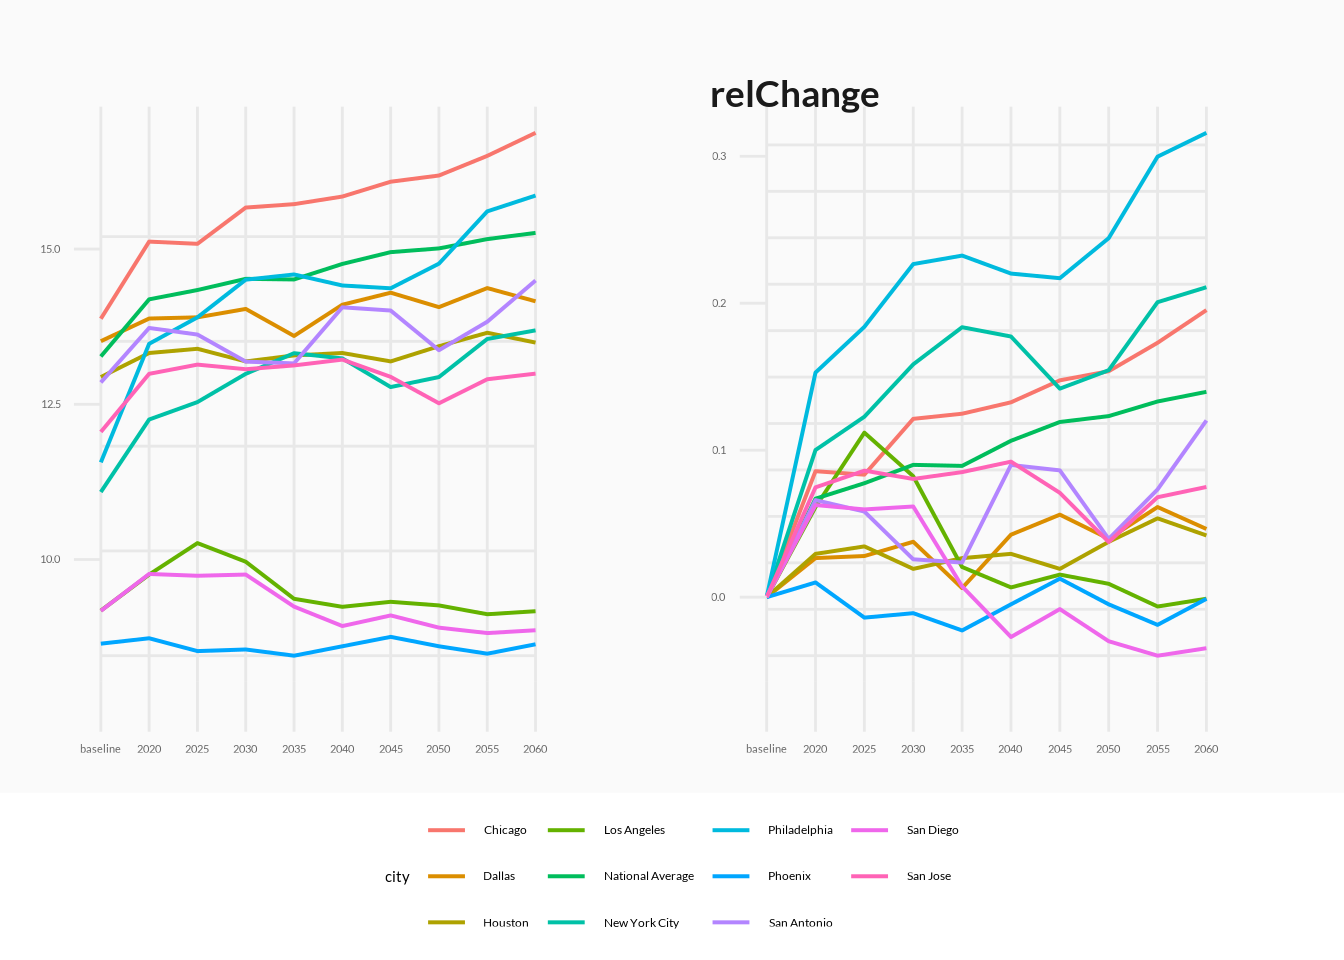 relChange
15.0
12.5
10.0
baseline 2020 2025 2030 2035 2040 2045 2050 2055 2060
0.3
0.2
0.1
0.0
baseline 2020 2025 2030 2035 2040 2045 2050 2055 2060
city
Chicago Los Angeles Philadelphia San Diego
Dallas National Average Phoenix San Jose
Houston New York City San Antonio